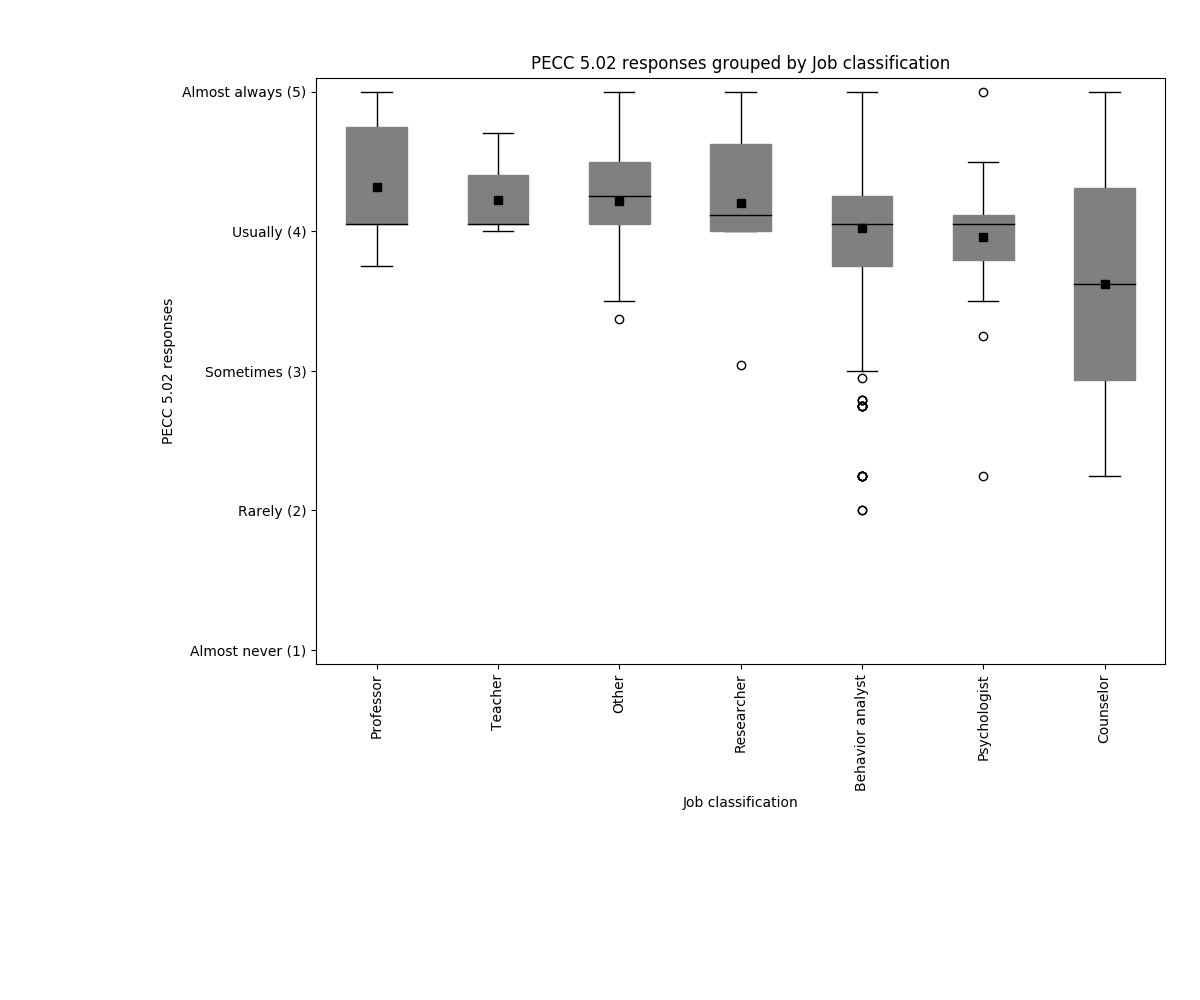 PECC 5.02 responses grouped by Job classification
Almost always (5)
Usually (4)
Sometimes (3)
Rarely (2)
Almost never (1)
PECC 5.02 responses
Professor
Teacher
Other
Researcher
Behavior analyst
Psychologist
Counselor
Job classification